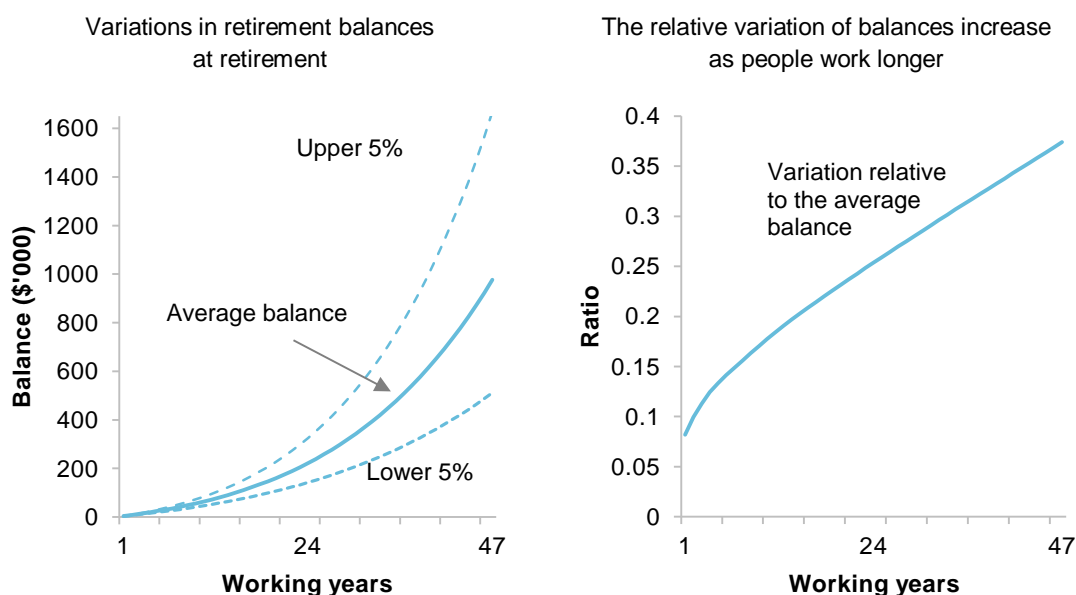 Variations in retirement balances
at retirement
Balance ($'000)
1600
1400
1200
1000
800
600
400
200
0
Upper 5%
Average balance
Lower 5%
1
24
47
Working years
The relative variation of balances increase
as people work longer
Ratio
0.4
0.35
0.3
0.25
0.2
0.15
0.1
0.05
0
Variation relative
to the average
balance
1
24
47
Working years